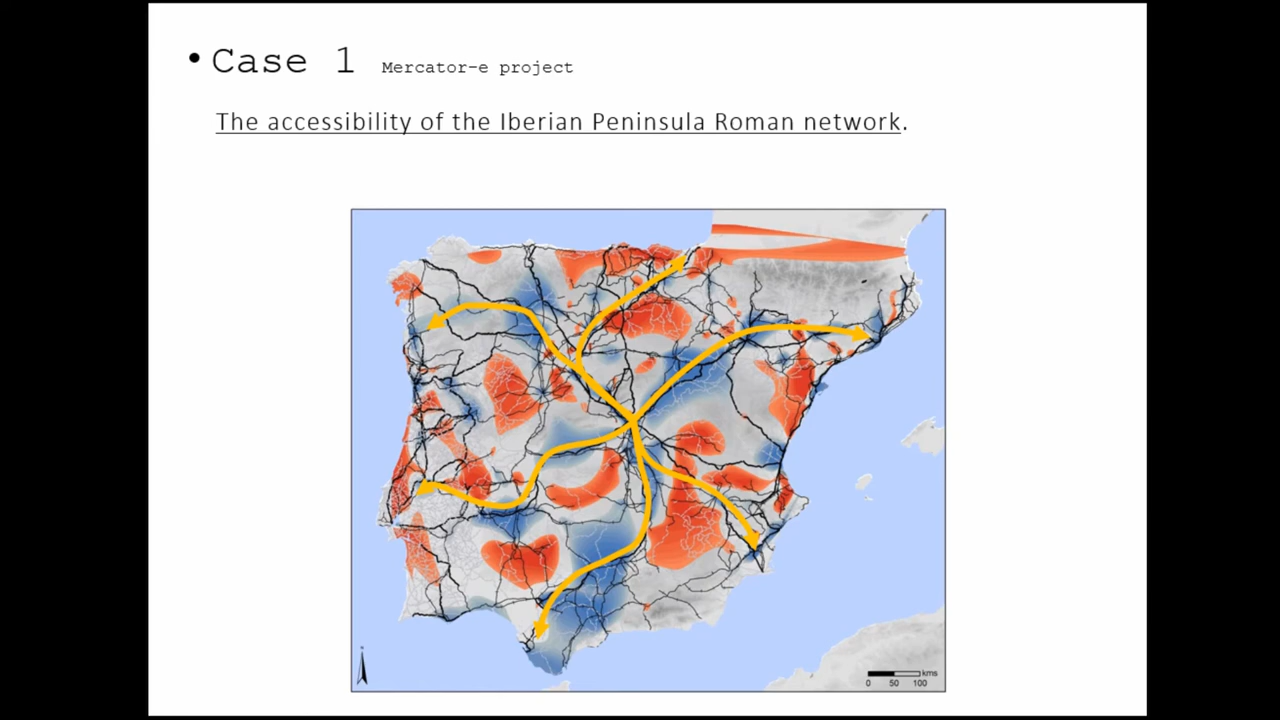 • Case 1 Mercator-e project
The accessibility of the Iberian Peninsula Roman network.
kms
0 50 100